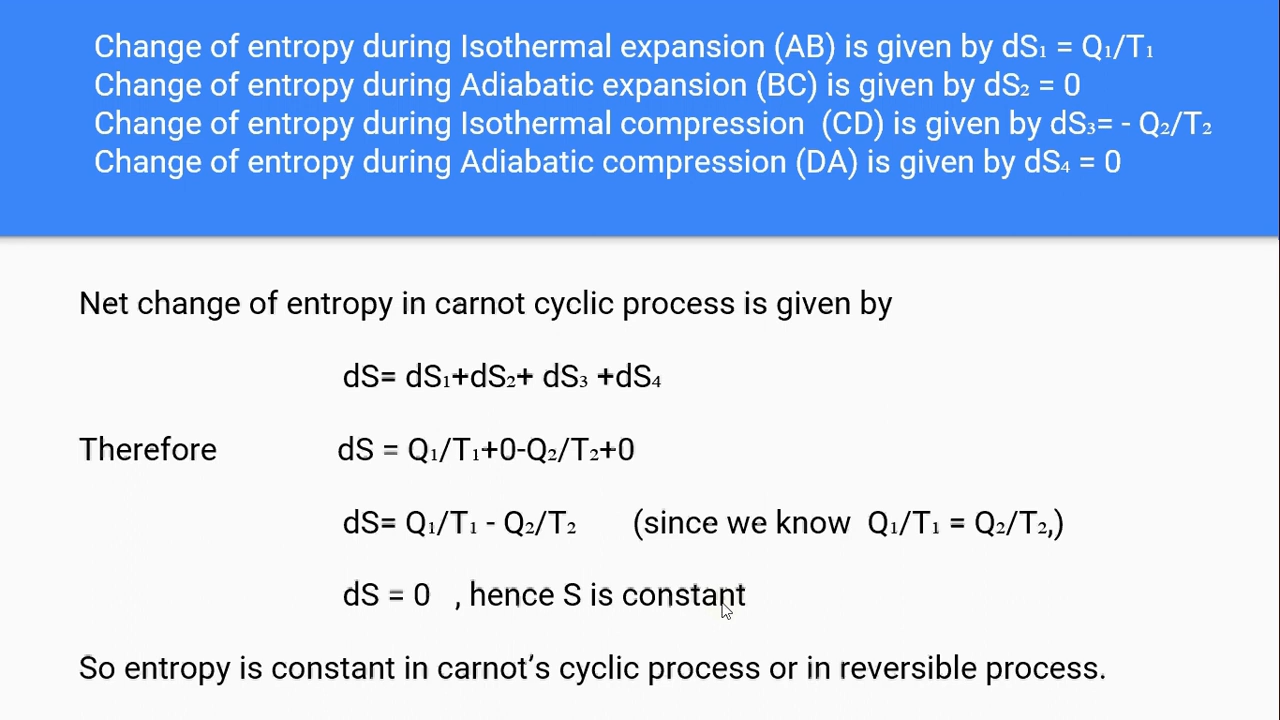 Change of entropy during Isothermal expansion (AB) is given by dS₁ = Q₁/T₁
Change of entropy during Adiabatic expansion (BC) is given by dS₂ = 0
Change of entropy during Isothermal compression  (CD) is given by dS₃= - Q₂/T₂
Change of entropy during Adiabatic compression (DA) is given by dS₄ = 0
Net change of entropy in carnot cyclic process is given by
dS= dS₁+dS₂+ dS₃ +dS₄
Therefore dS = Q₁/T₁+0-Q₂/T₂+0
dS= Q₁/T₁ - Q₂/T₂ (since we know  Q₁/T₁ = Q₂/T₂,)
dS = 0 , hence S is constant
So entropy is constant in carnot’s cyclic process or in reversible process.